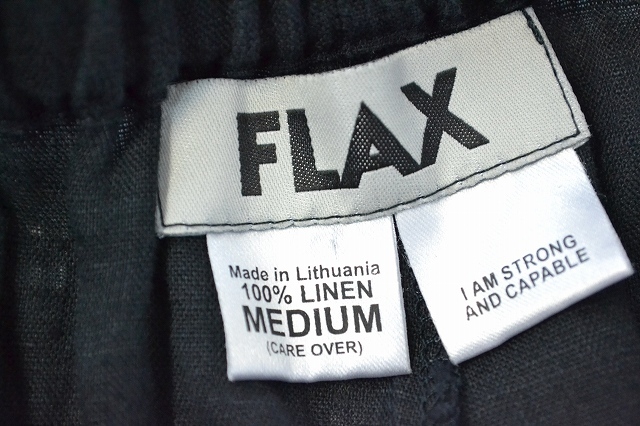 FLAX
Made in Lithuania
100% LINEN
MEDIUM
(CARE OVER)
I AM STRONG
AND CAPABLE